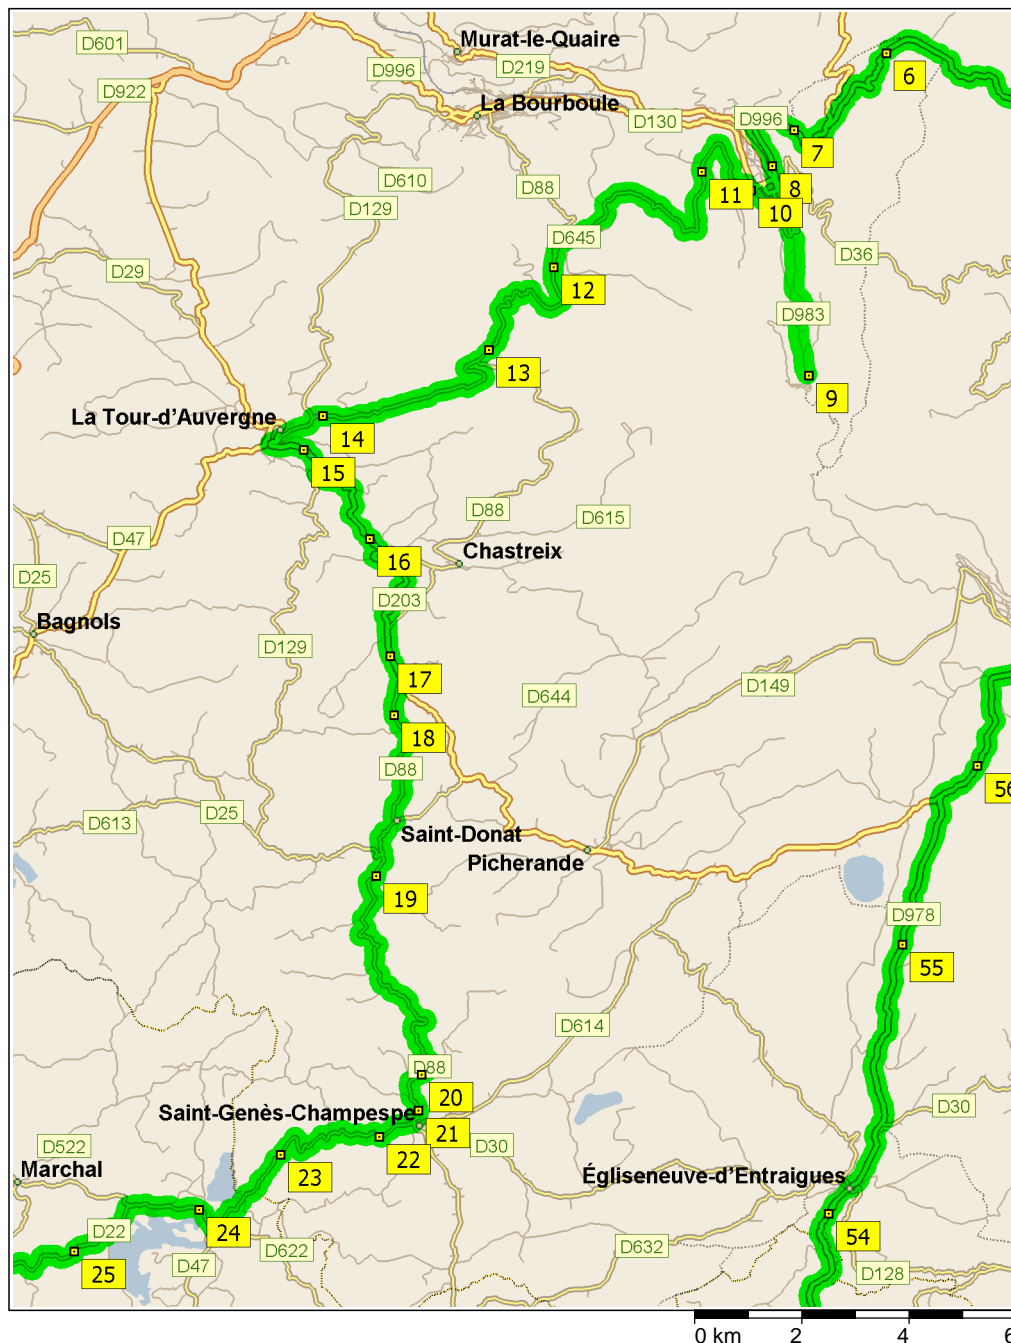 Murat-le-Quaire
D601
D996
D219
6
D922
La Bourboule
D130
D996
7
D610
D88
11
8
D129
10
D645
D36
D29
12
D983
13
9
La Tour-d'Auvergne
14
15
D88
D615
D47
Chastreix
16
D25
D203
Bagnols
D129
17
D644
D149
18
D88
56
D25
D613
Saint-Donat
Picherande
19
D978
55
D614
D88
20
Saint-Genès-Champespe
D30
21
D522
D30
22
Marchal
23
Égliseneuve-d'Entraigues
D22
24
54
D622
D632
D47
25
D128
0 km 2 4 6